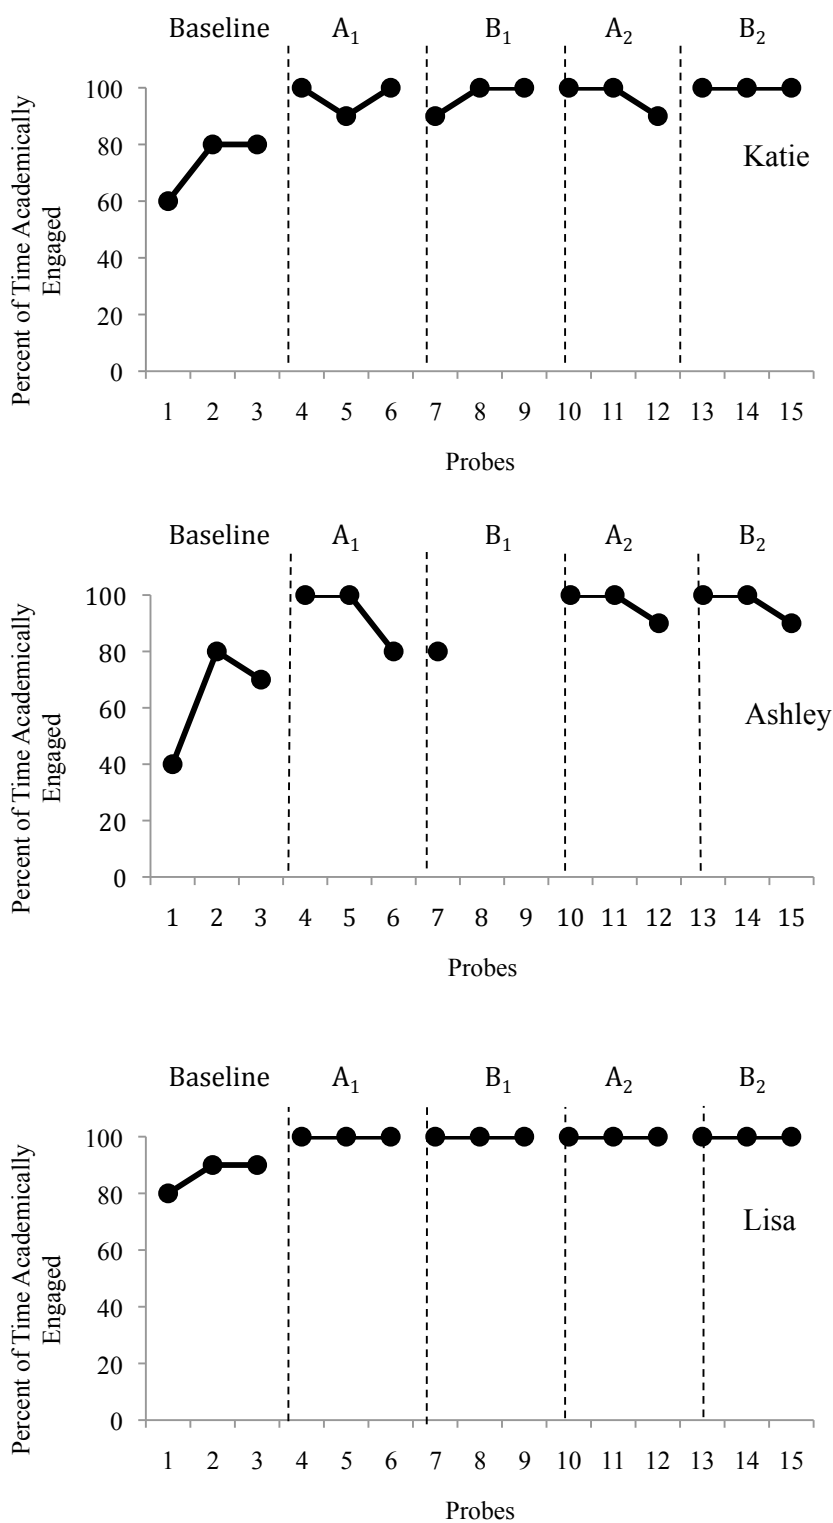 Baseline A₁ B₁ A₂ B₂
Percent of Time Academically
Engaged
100
80
60
40
20
0
Katie
1 2 3 4 5 6 7 8 9 10 11 12 13 14 15
Probes
Baseline A₁ B₁ A₂ B₂
Percent of Time Academically
Engaged
100
80
60
40
20
0
Ashley
1 2 3 4 5 6 7 8 9 10 11 12 13 14 15
Probes
Baseline A₁ B₁ A₂ B₂
Percent of Time Academically
Engaged
100
80
60
40
20
0
Lisa
1 2 3 4 5 6 7 8 9 10 11 12 13 14 15
Probes